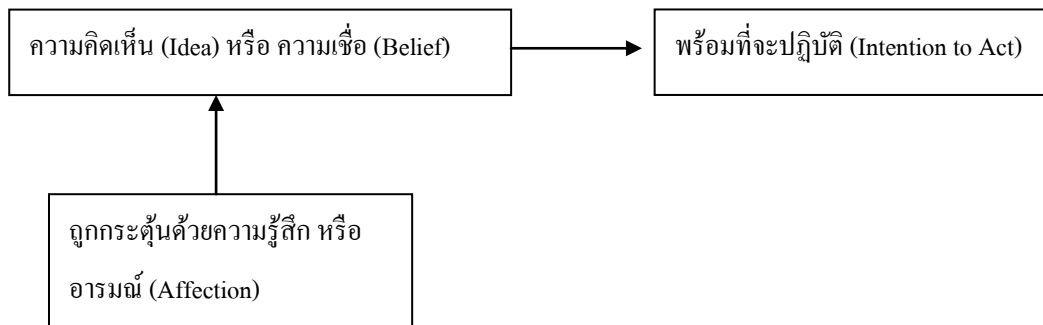 ความคิดเห็น (Idea) หรือ ความเชื่อ (Belief)
พร้อมที่จะปฏิบัติ (Intention to Act)
ถูกกระตุ้นด้วยความรู้สึก หรือ
อารมณ์ (Affection)